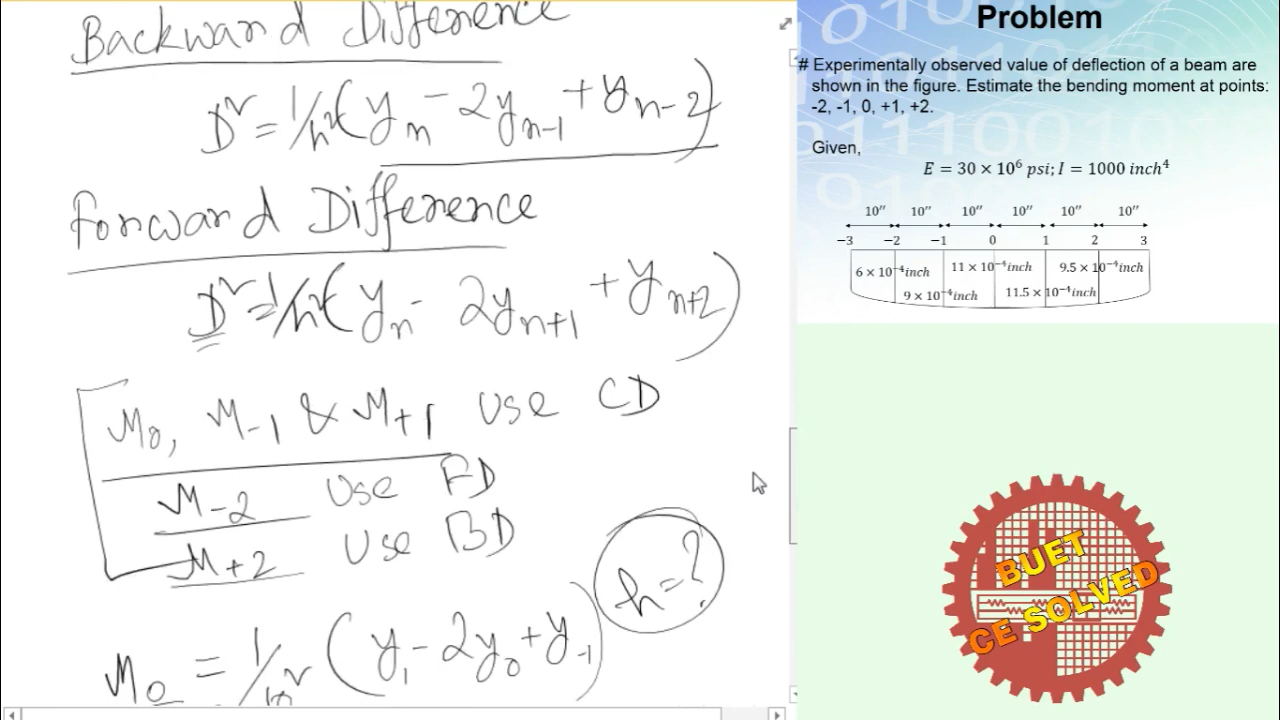 Backward Difference
D² = 1/h² (yn - 2yn-1 + yn-2)
Forward Difference
D² = 1/h² (yn - 2yn+1 + yn+2)
M0, M-1 & M+1 use CD
M-2 Use FD
M+2 Use BD
h = ?
M0 = 1/h² (y1 - 2y0 + y-1)
Problem
# Experimentally observed value of deflection of a beam are
shown in the figure. Estimate the bending moment at points:
-2, -1, 0, +1, +2.
Given,
E = 30 × 10⁶ psi; I = 1000 inch⁴
10″ 10″ 10″ 10″ 10″ 10″
−3 −2 −1 0 1 2 3
6 × 10⁻⁴inch 11 × 10⁻⁴inch 9.5 × 10⁻⁴inch
9 × 10⁻⁴inch 11.5 × 10⁻⁴inch
BUET
CE SOLVED